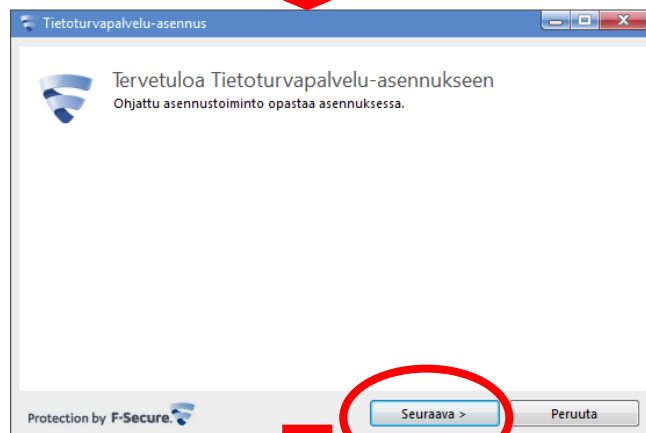 Tietoturvapalvelu-asennus
Tervetuloa Tietoturvapalvelu-asennukseen
Ohjattu asennustoiminto opastaa asennuksessa.
Protection by F-Secure.
Seuraava >
Peruuta